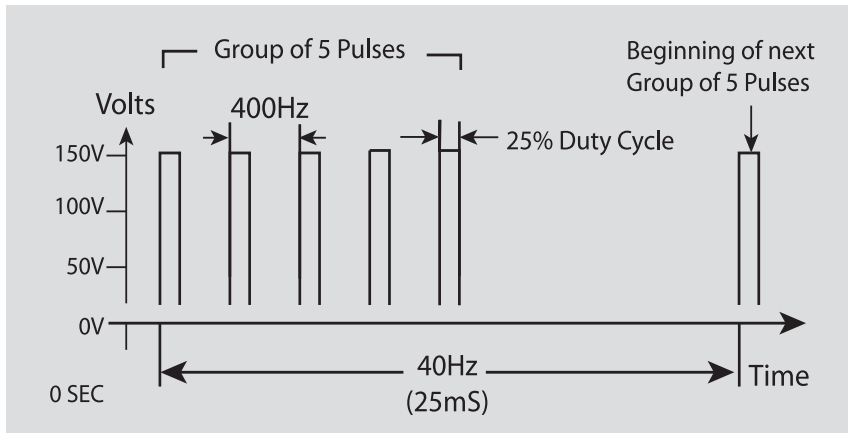 Group of 5 Pulses
Beginning of next
Group of 5 Pulses
Volts
400Hz
25% Duty Cycle
150V
100V
50V
0V
40Hz
(25mS)
Time
0 SEC